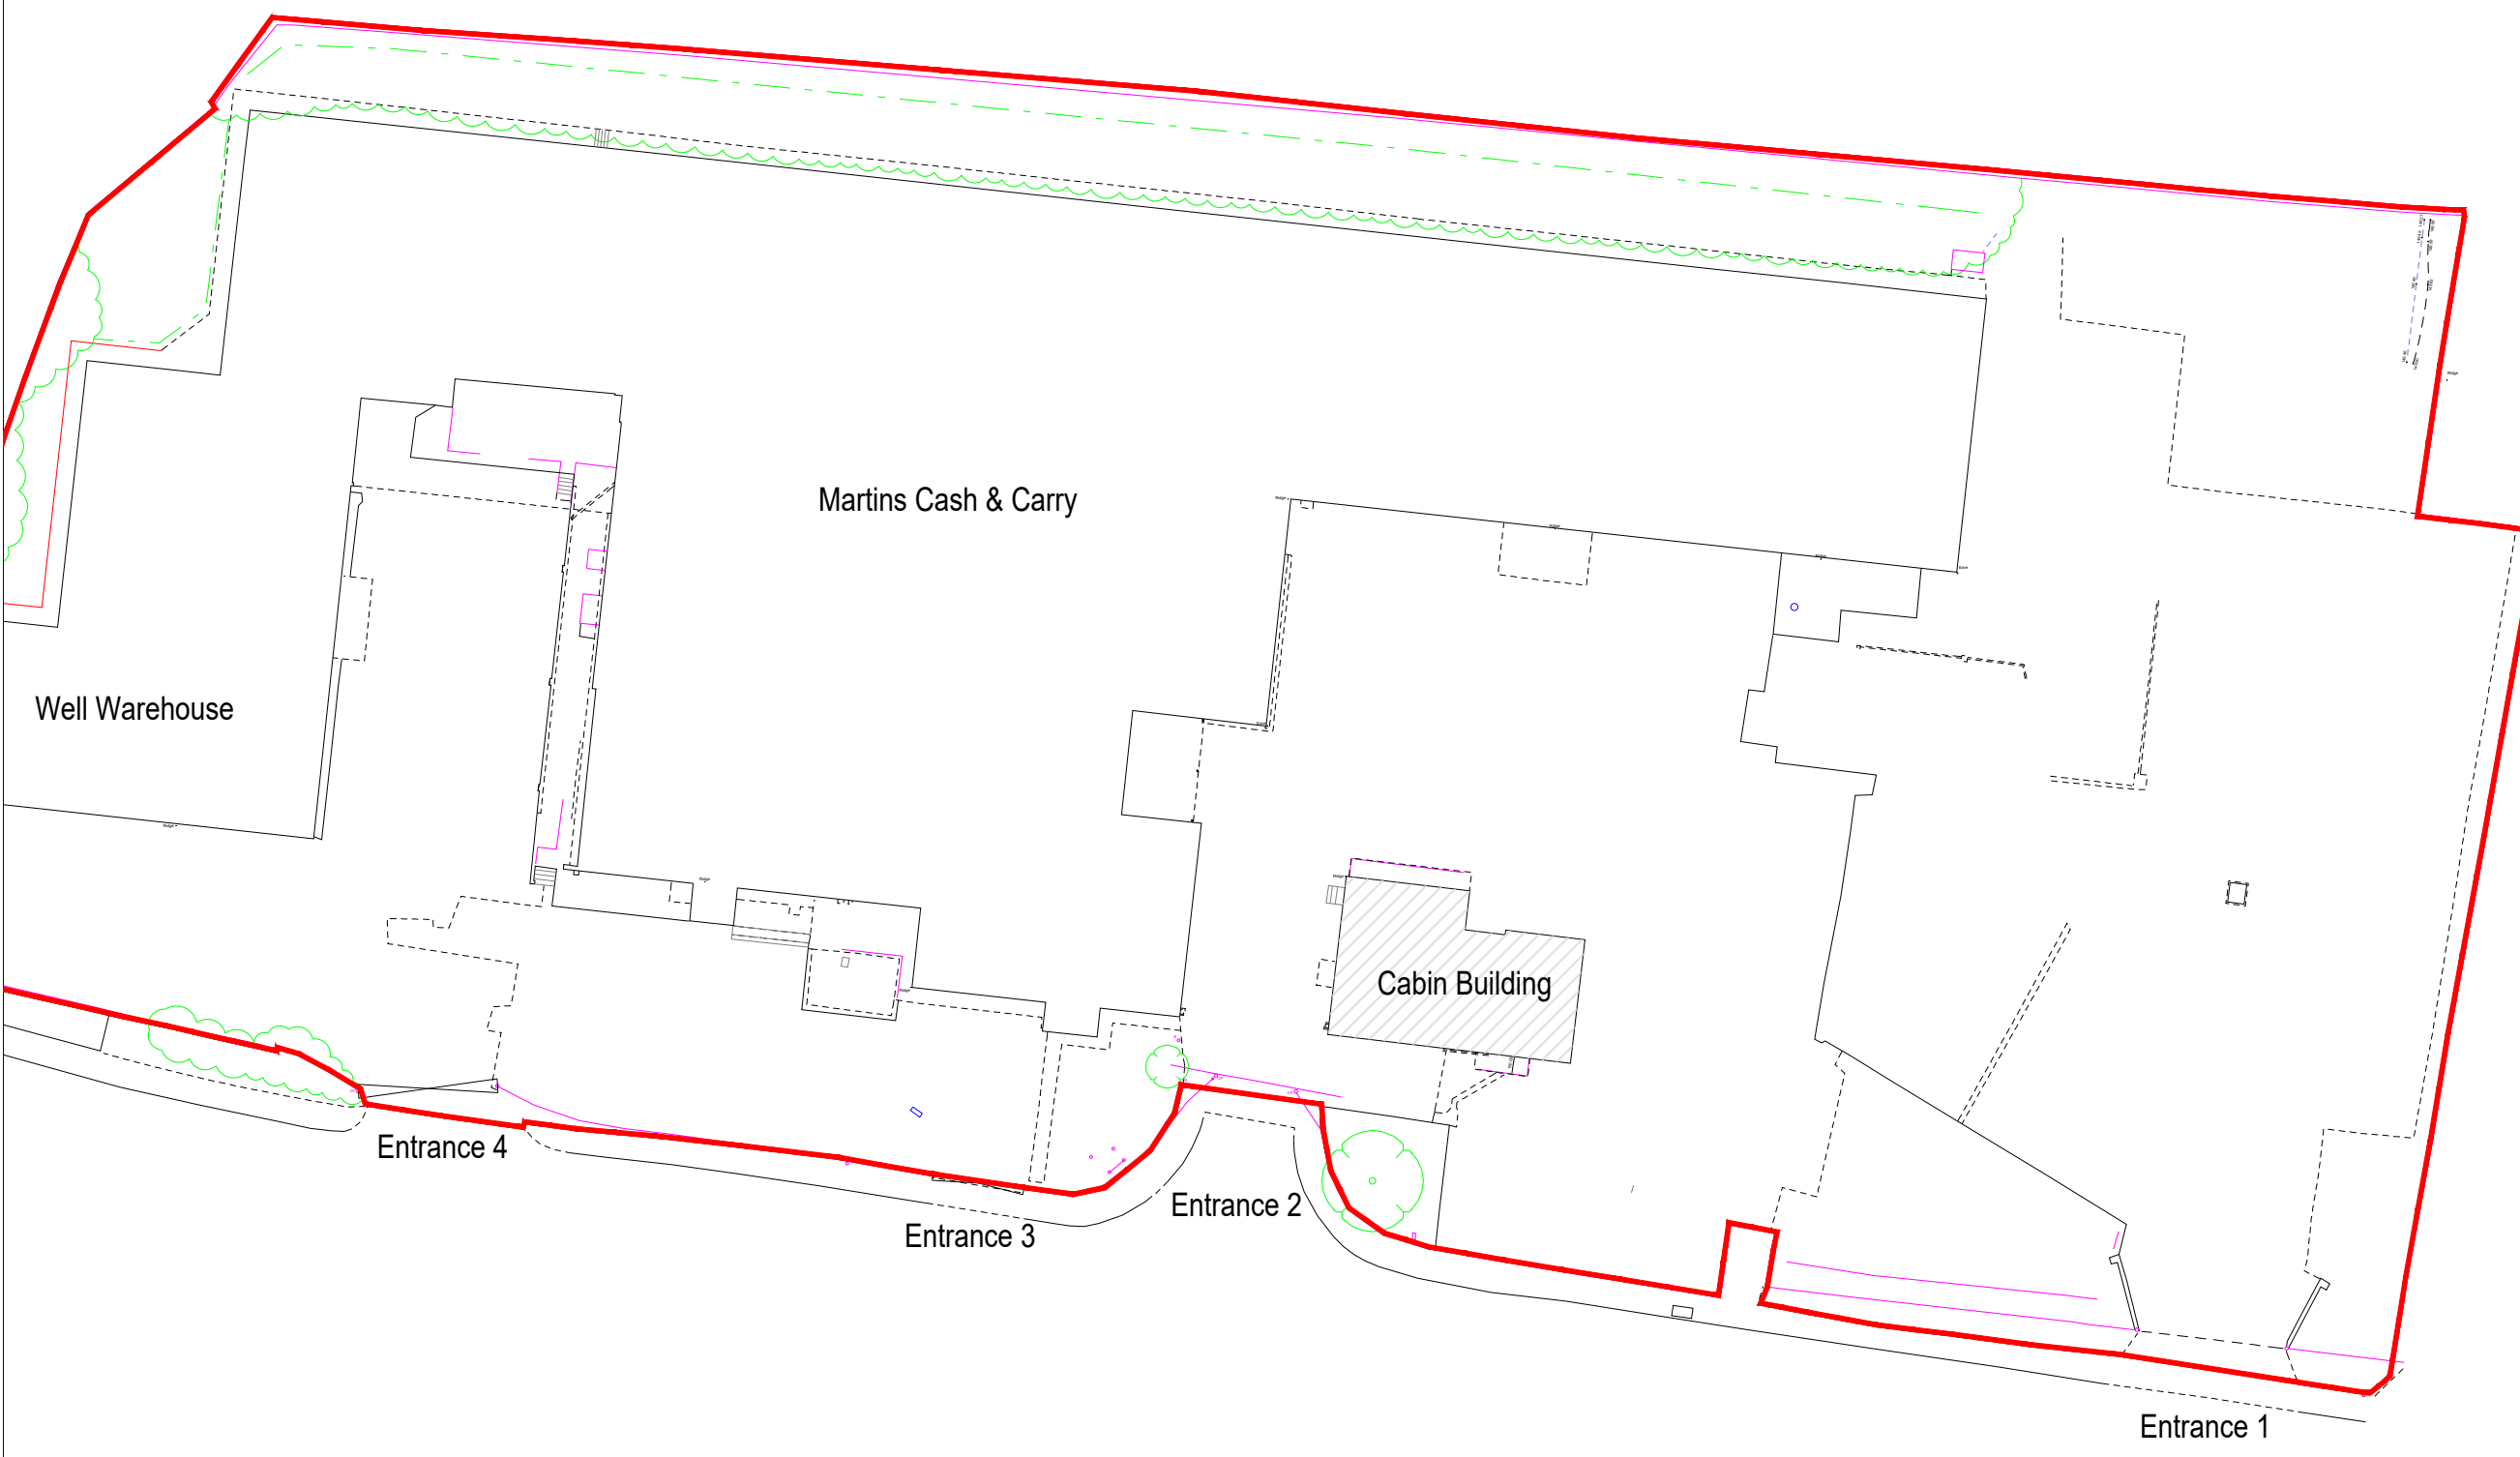 Martins Cash & Carry
Well Warehouse
Cabin Building
Entrance 4
Entrance 2
Entrance 3
Entrance 1